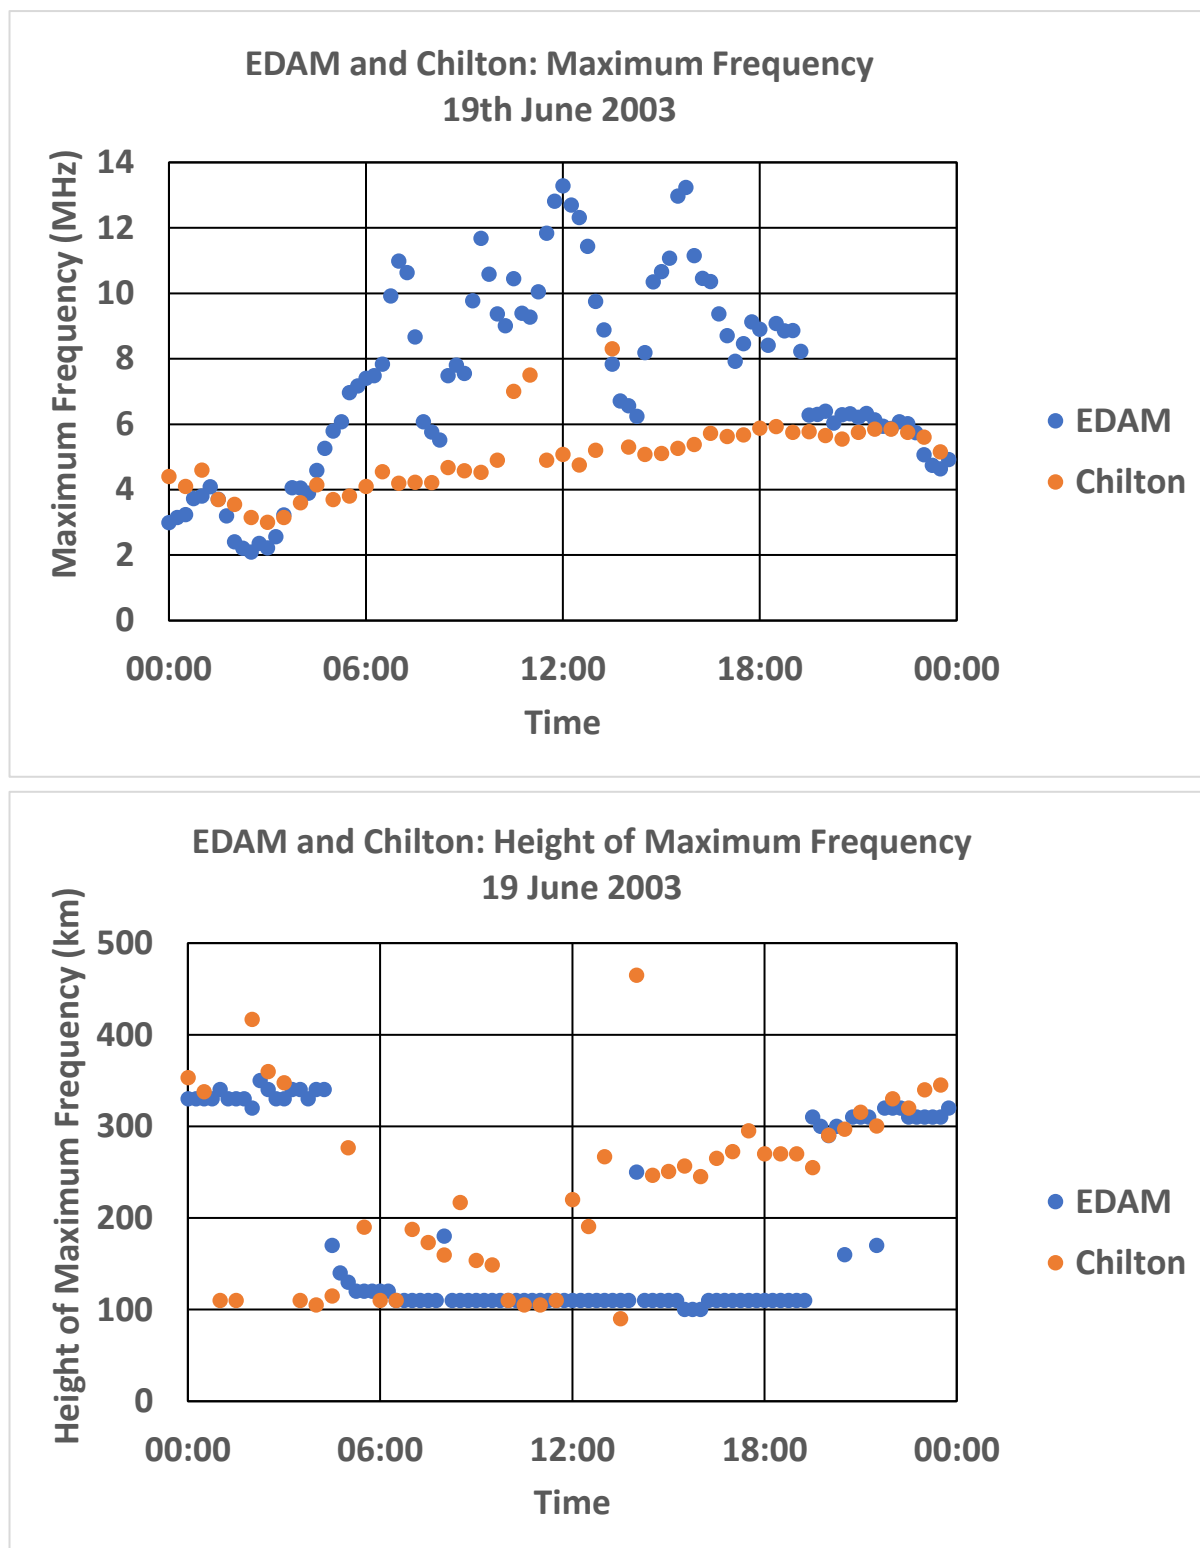 EDAM and Chilton: Maximum Frequency
19th June 2003
Maximum Frequency (MHz)
14
12
10
8
6
4
2
0
00:00 06:00 12:00 18:00 00:00
Time
EDAM
Chilton
EDAM and Chilton: Height of Maximum Frequency
19 June 2003
Height of Maximum Frequency (km)
500
400
300
200
100
0
00:00 06:00 12:00 18:00 00:00
Time
EDAM
Chilton